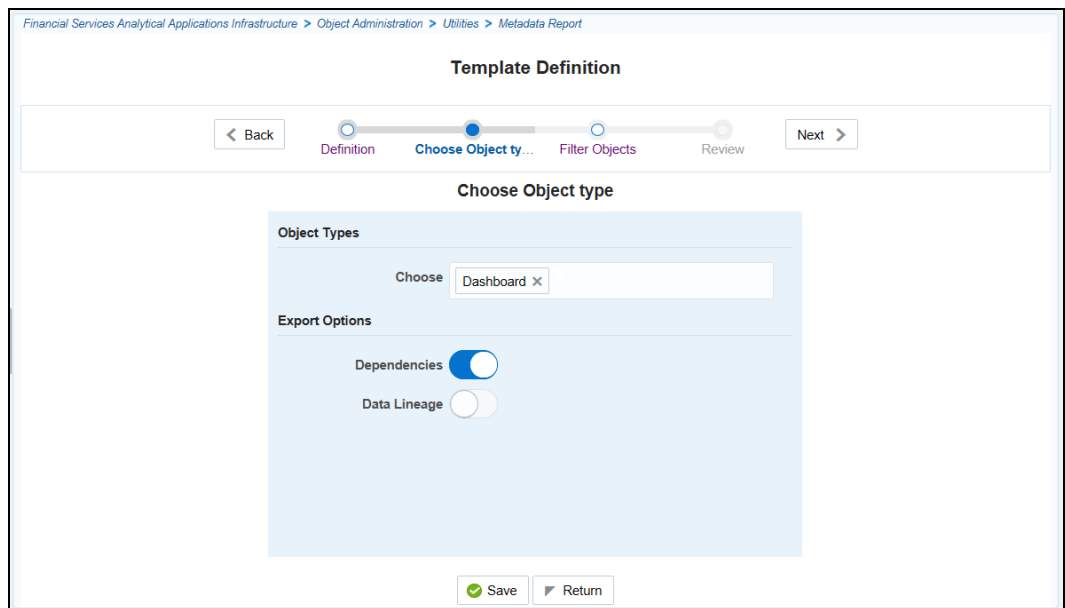 Financial Services Analytical Applications Infrastructure > Object Administration > Utilities > Metadata Report
Template Definition
Back
Definition
Choose Object ty...
Filter Objects
Review
Next
Choose Object type
Object Types
Choose
Dashboard
Export Options
Dependencies
Data Lineage
Save
Return